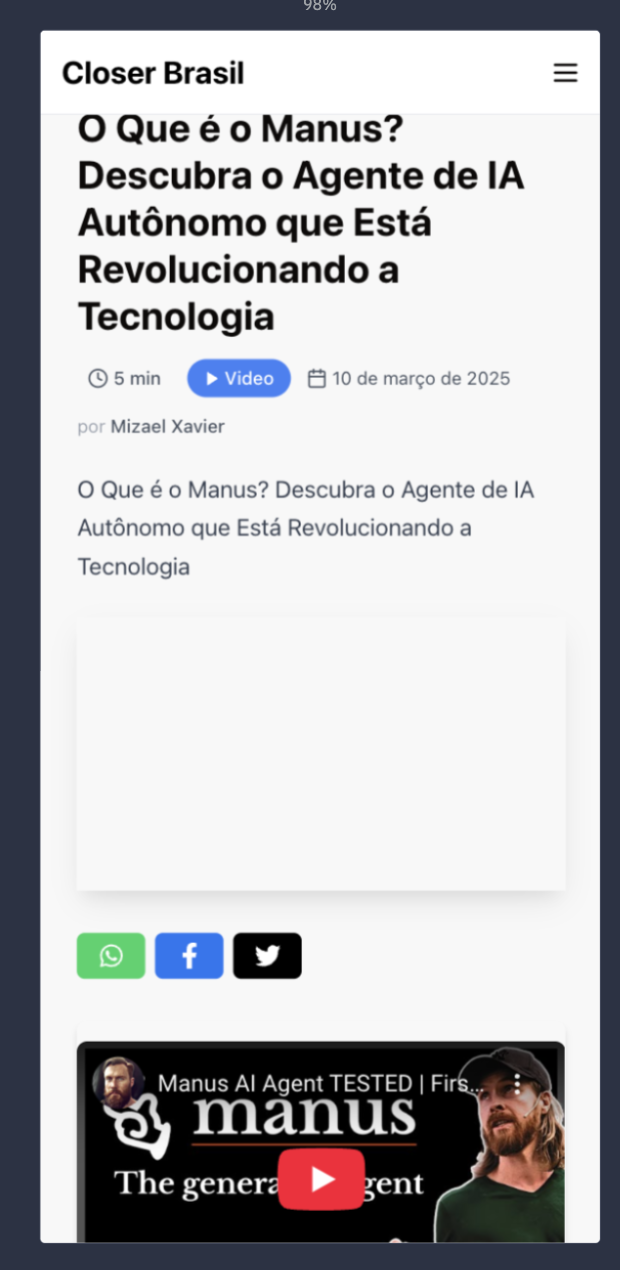 98%
Closer Brasil
O Que é o Manus?
Descubra o Agente de IA
Autônomo que Está
Revolucionando a
Tecnologia
5 min
Video
10 de março de 2025
por Mizael Xavier
O Que é o Manus? Descubra o Agente de IA
Autônomo que Está Revolucionando a
Tecnologia
Manus AI Agent TESTED | Firs...
manus
The genera gent